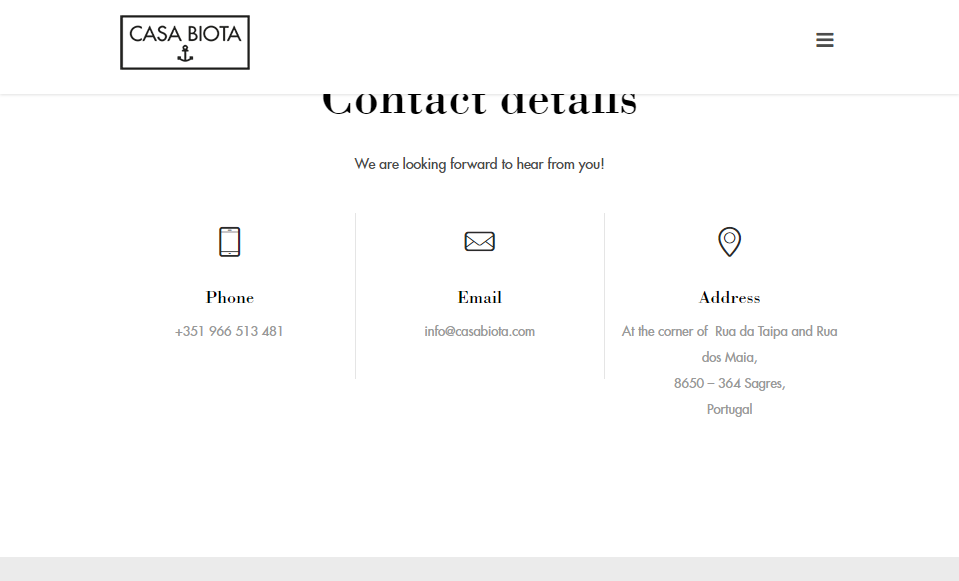 CASA BIOTA
Contact details
We are looking forward to hear from you!
Phone
+351 966 513 481
Email
info@casabiota.com
Address
At the corner of  Rua da Taipa and Rua
dos Maia,
8650 – 364 Sagres,
Portugal